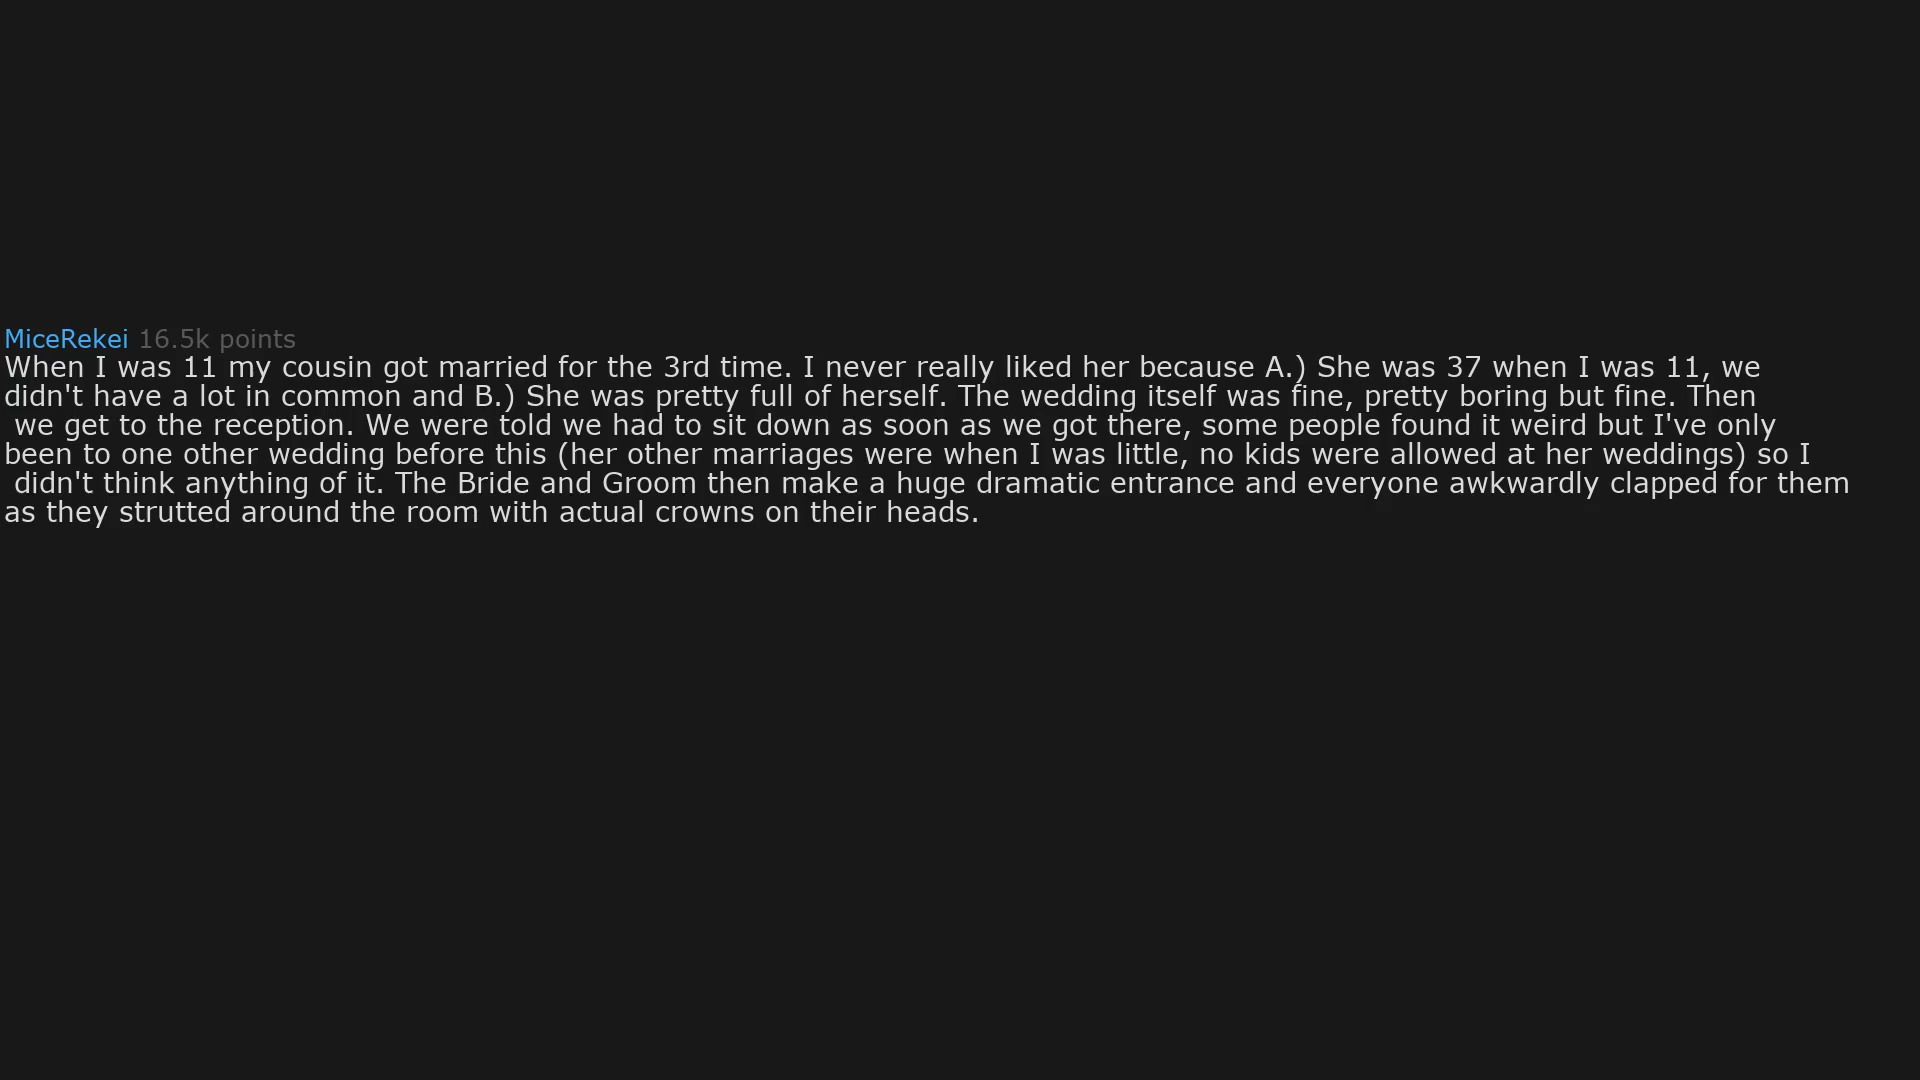 MiceRekei 16.5k points
When I was 11 my cousin got married for the 3rd time. I never really liked her because A.) She was 37 when I was 11, we
didn't have a lot in common and B.) She was pretty full of herself. The wedding itself was fine, pretty boring but fine. Then
we get to the reception. We were told we had to sit down as soon as we got there, some people found it weird but I've only
been to one other wedding before this (her other marriages were when I was little, no kids were allowed at her weddings) so I
didn't think anything of it. The Bride and Groom then make a huge dramatic entrance and everyone awkwardly clapped for them
as they strutted around the room with actual crowns on their heads.